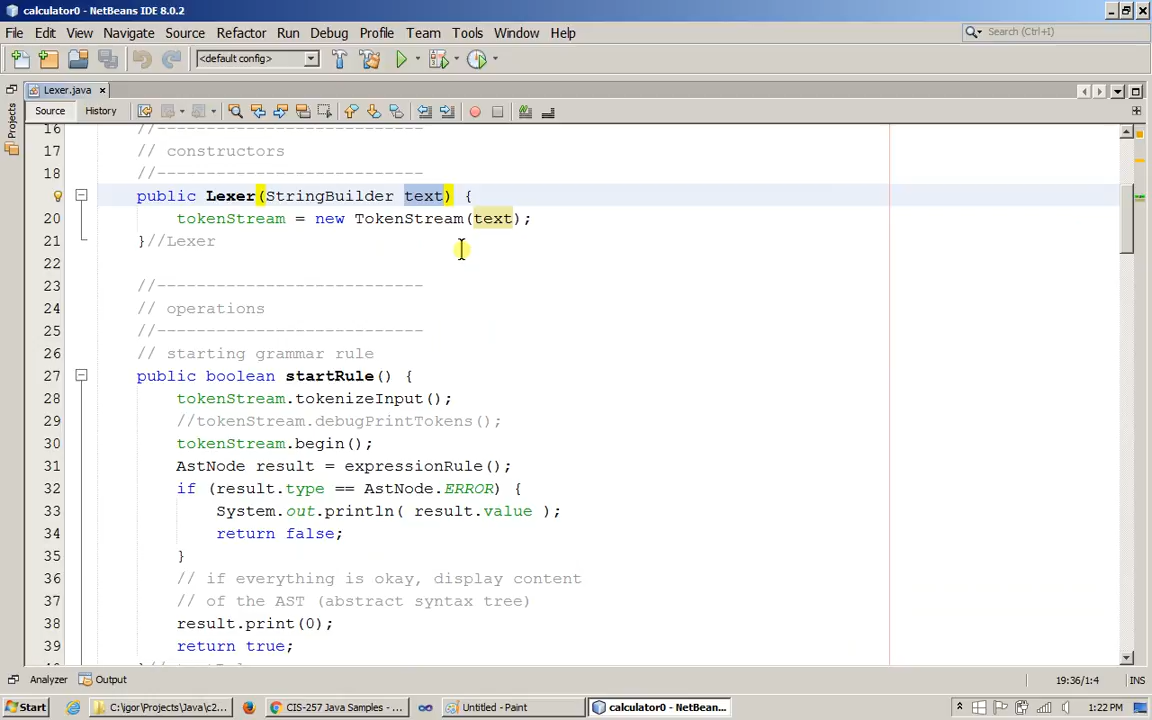 calculator0 - NetBeans IDE 8.0.2
File Edit View Navigate Source Refactor Run Debug Profile Team Tools Window Help
Search (Ctrl+I)
<default config>
Lexer.java
Projects
Source History
16 //---------------------------
17 // constructors
18 //---------------------------
public Lexer(StringBuilder text) {
20 tokenStream = new TokenStream(text);
21 }//Lexer
22
23 //---------------------------
24 // operations
25 //---------------------------
26 // starting grammar rule
27 public boolean startRule() {
28 tokenStream.tokenizeInput();
29 //tokenStream.debugPrintTokens();
30 tokenStream.begin();
31 AstNode result = expressionRule();
32 if (result.type == AstNode.ERROR) {
33 System.out.println( result.value );
34 return false;
35 }
36 // if everything is okay, display content
37 // of the AST (abstract syntax tree)
38 result.print(0);
39 return true;
Analyzer Output
19:36/1:4 INS
Start
c:\igor\Projects\Java\c2...
CIS-257 Java Samples - ...
Untitled - Paint
calculator0 - NetBean...
1:22 PM